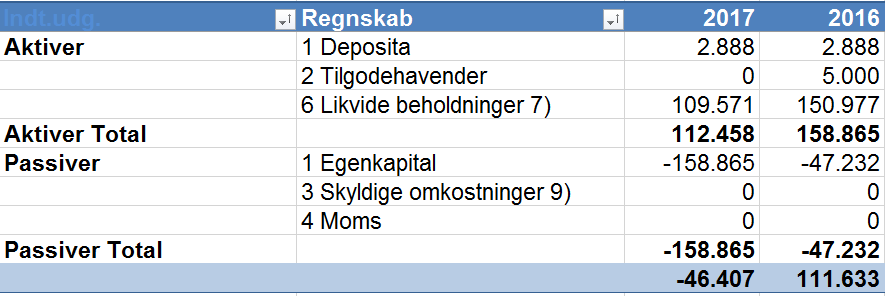 Indt.udg. Regnskab 2017 2016
Aktiver 1 Deposita 2.888 2.888
2 Tilgodehavender 0 5.000
6 Likvide beholdninger 7) 109.571 150.977
Aktiver Total 112.458 158.865
Passiver 1 Egenkapital -158.865 -47.232
3 Skyldige omkostninger 9) 0 0
4 Moms 0 0
Passiver Total -158.865 -47.232
-46.407 111.633